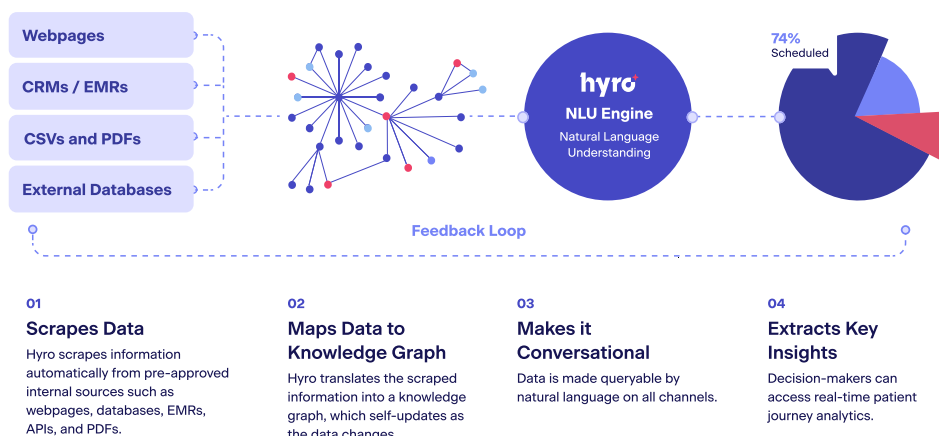 Webpages
CRMs / EMRs
CSVs and PDFs
External Databases
hyro
NLU Engine
Natural Language
Understanding
74%
Scheduled
Feedback Loop
01
Scrapes Data
Hyro scrapes information
automatically from pre-approved
internal sources such as
webpages, databases, EMRs,
APIs, and PDFs.
02
Maps Data to
Knowledge Graph
Hyro translates the scraped
information into a knowledge
graph, which self-updates as
the data changes.
03
Makes it
Conversational
Data is made queryable by
natural language on all channels.
04
Extracts Key
Insights
Decision-makers can
access real-time patient
journey analytics.